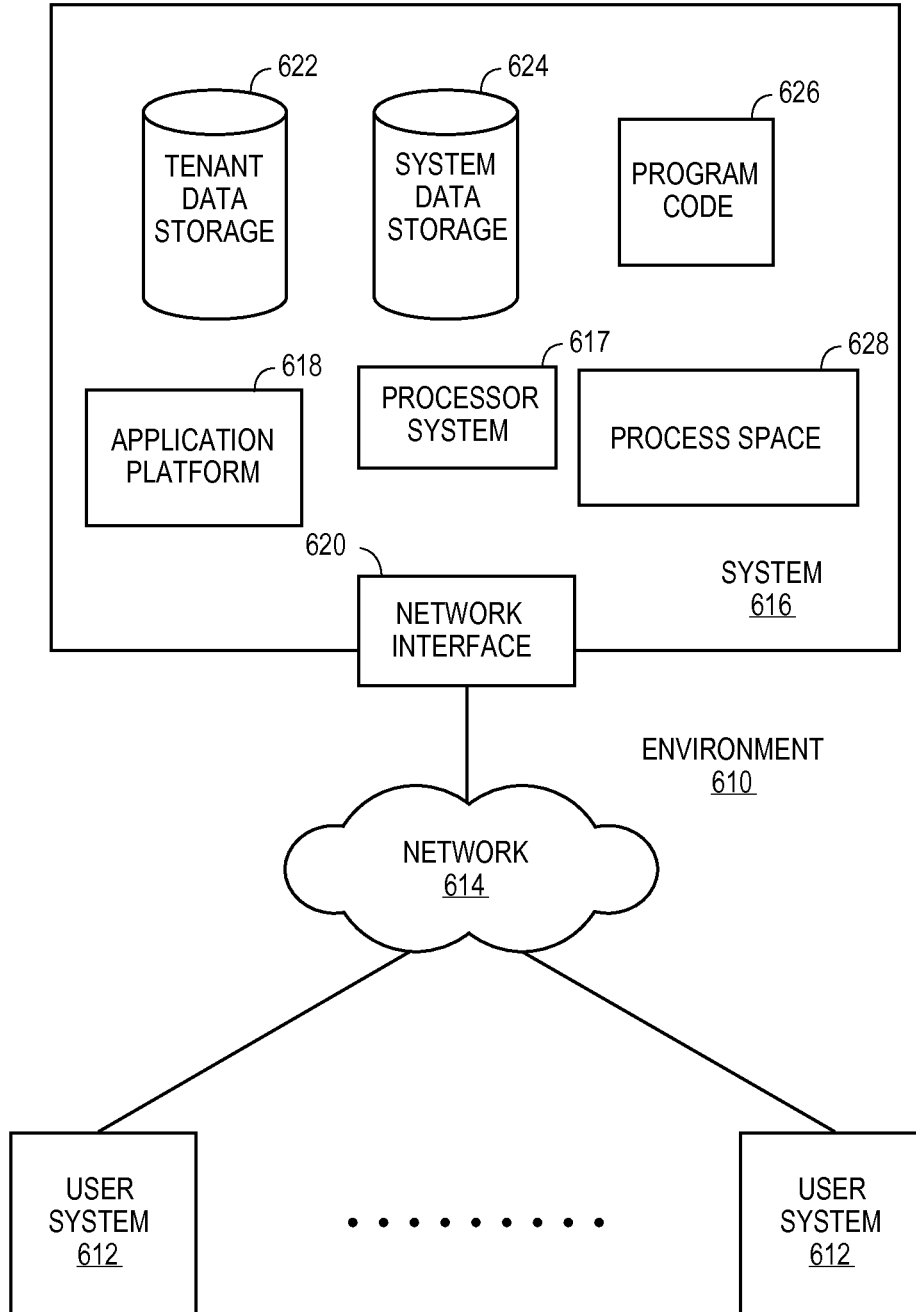 622
TENANT
DATA
STORAGE
624
SYSTEM
DATA
STORAGE
626
PROGRAM
CODE
618
APPLICATION
PLATFORM
617
PROCESSOR
SYSTEM
628
PROCESS SPACE
620
NETWORK
INTERFACE
SYSTEM
616
ENVIRONMENT
610
NETWORK
614
USER
SYSTEM
612
USER
SYSTEM
612